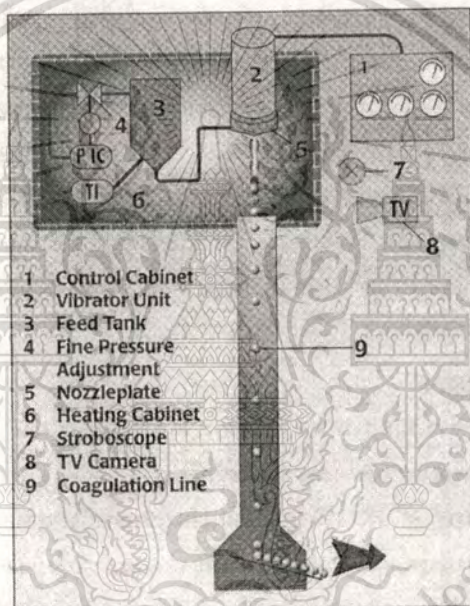 1
2
3
4
PIC
TI
6
5
7
TV
8
9
1 Control Cabinet
2 Vibrator Unit
3 Feed Tank
4 Fine Pressure
Adjustment
5 Nozzleplate
6 Heating Cabinet
7 Stroboscope
8 TV Camera
9 Coagulation Line